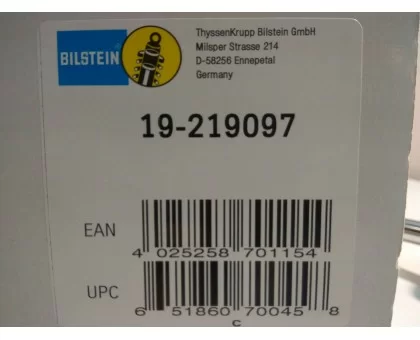 BILSTEIN
ThyssenKrupp Bilstein GmbH
Milsper Strasse 214
D-58256 Ennepetal
Germany
19-219097
EAN
4 025258 701154
UPC
6 51860 70045 8
C